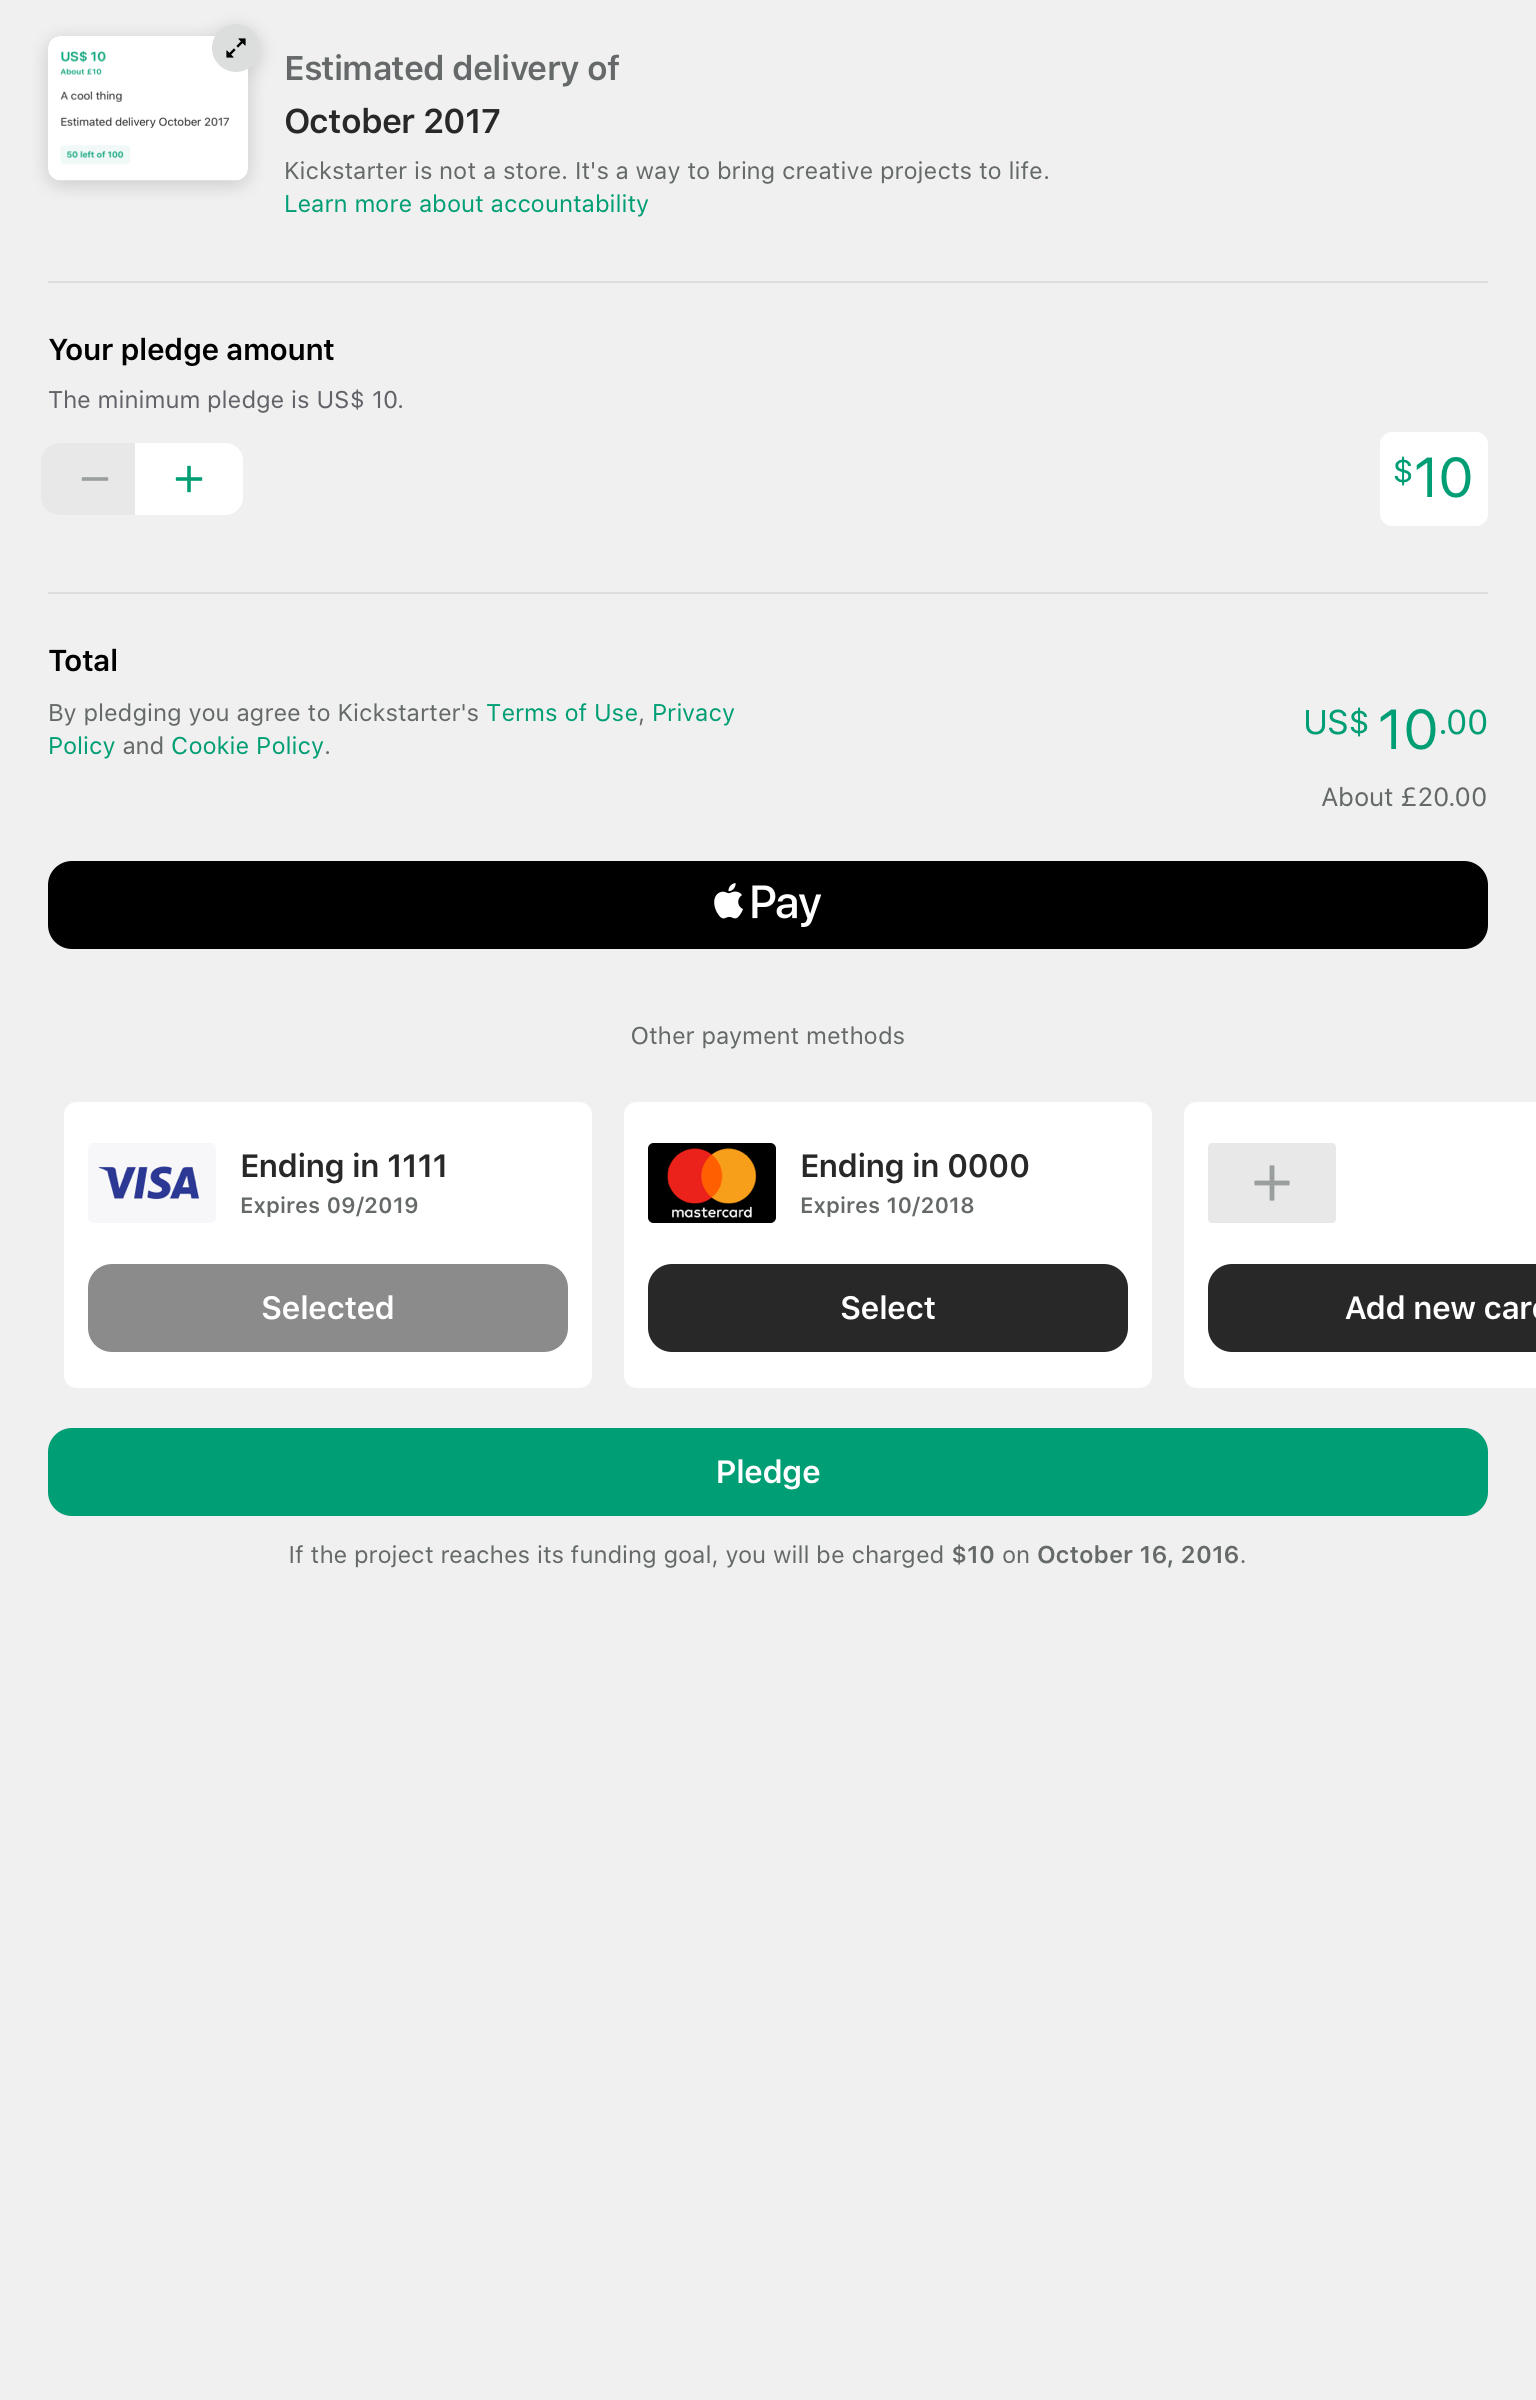 US$ 10
About £10
A cool thing
Estimated delivery October 2017
50 left of 100
Estimated delivery of
October 2017
Kickstarter is not a store. It's a way to bring creative projects to life.
Learn more about accountability
Your pledge amount
The minimum pledge is US$ 10.
$10
Total
By pledging you agree to Kickstarter's Terms of Use, Privacy
Policy and Cookie Policy.
US$ 10.00
About £20.00
Pay
Other payment methods
VISA
Ending in 1111
Expires 09/2019
Selected
mastercard
Ending in 0000
Expires 10/2018
Select
Add new car
Pledge
If the project reaches its funding goal, you will be charged $10 on October 16, 2016.